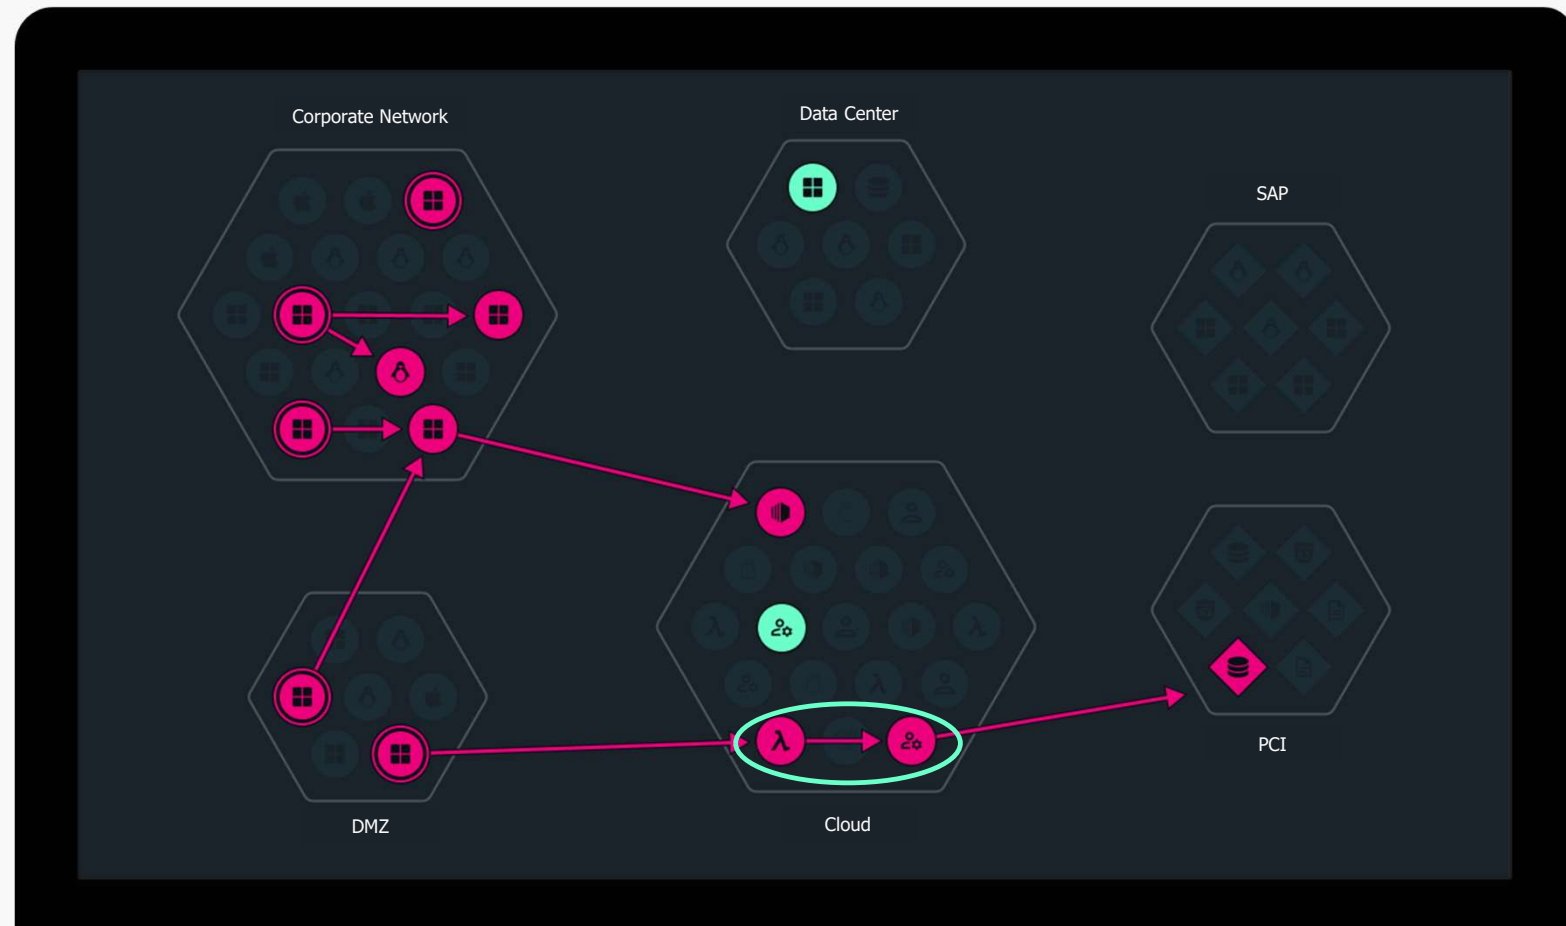 Corporate Network
Data Center
SAP
PCI
DMZ
Cloud